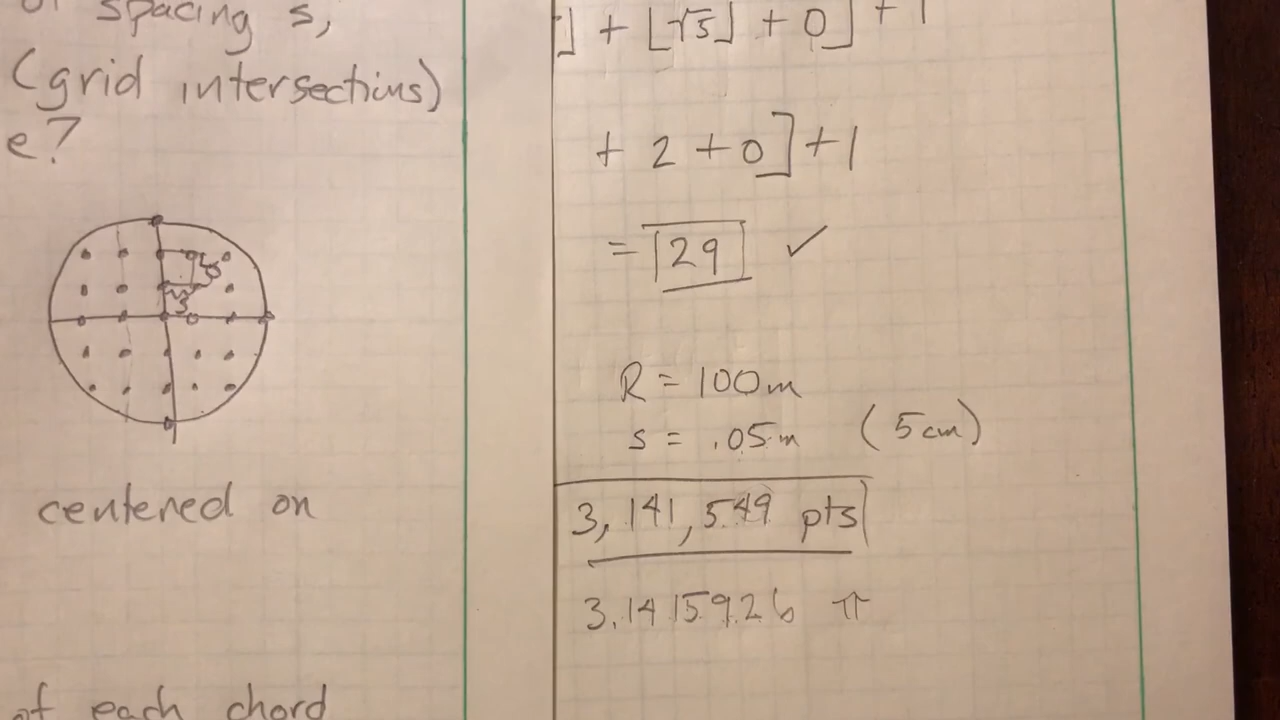 of spacing s,
(grid intersections)
e?
centered on
of each chord
⌋ + ⌊√5⌋ + 0] + 1
+ 2 + 0] + 1
= 29 ✓
R = 100m
s = .05m (5cm)
3,141,549 pts
3.1415926 π